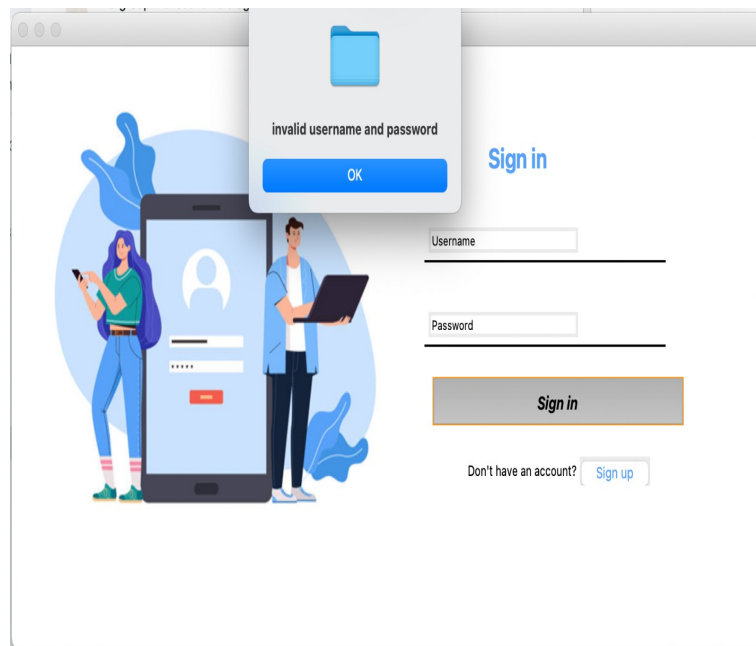 invalid username and password
OK
Sign in
Username
Password
Sign in
Don't have an account? Sign up